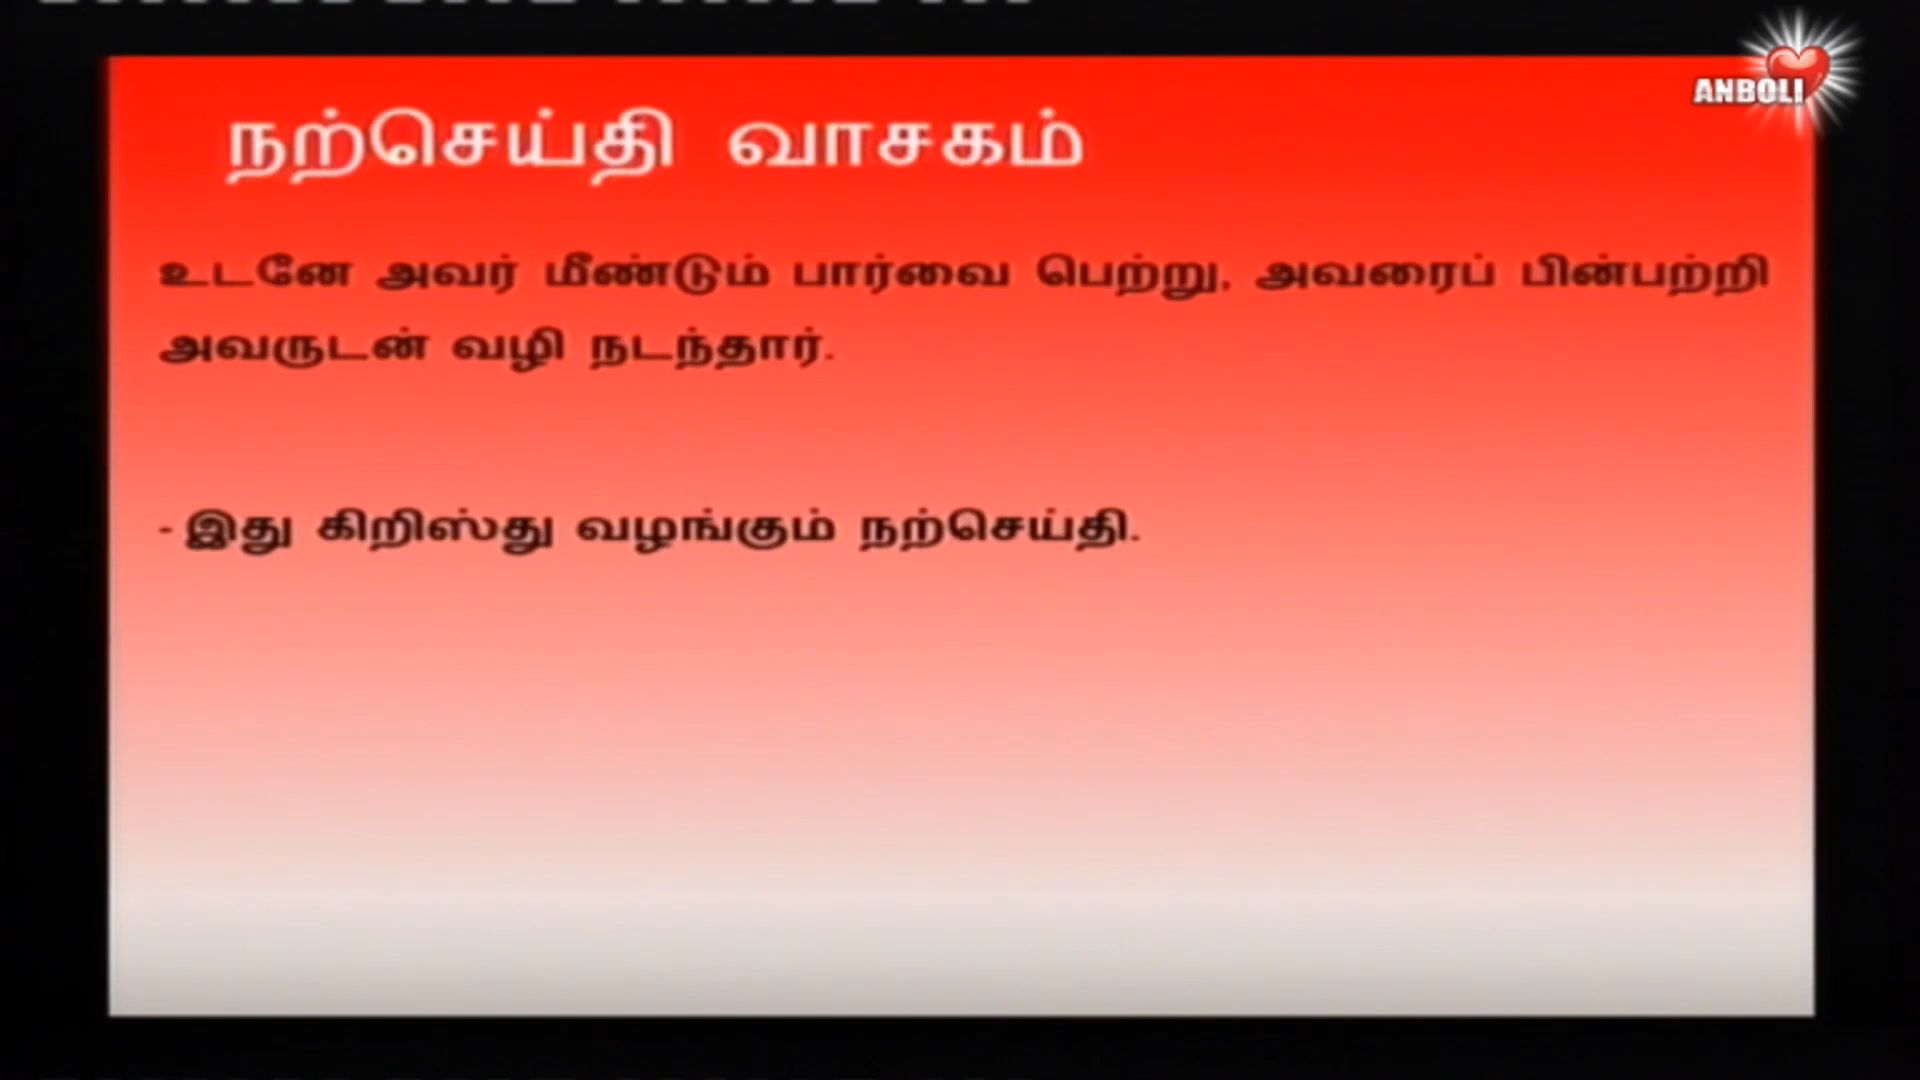 ANBOLI
நற்செய்தி வாசகம்
உடனே அவர் மீண்டும் பார்வை பெற்று, அவரைப் பின்பற்றி
அவருடன் வழி நடந்தார்.
- இது கிறிஸ்து வழங்கும் நற்செய்தி.